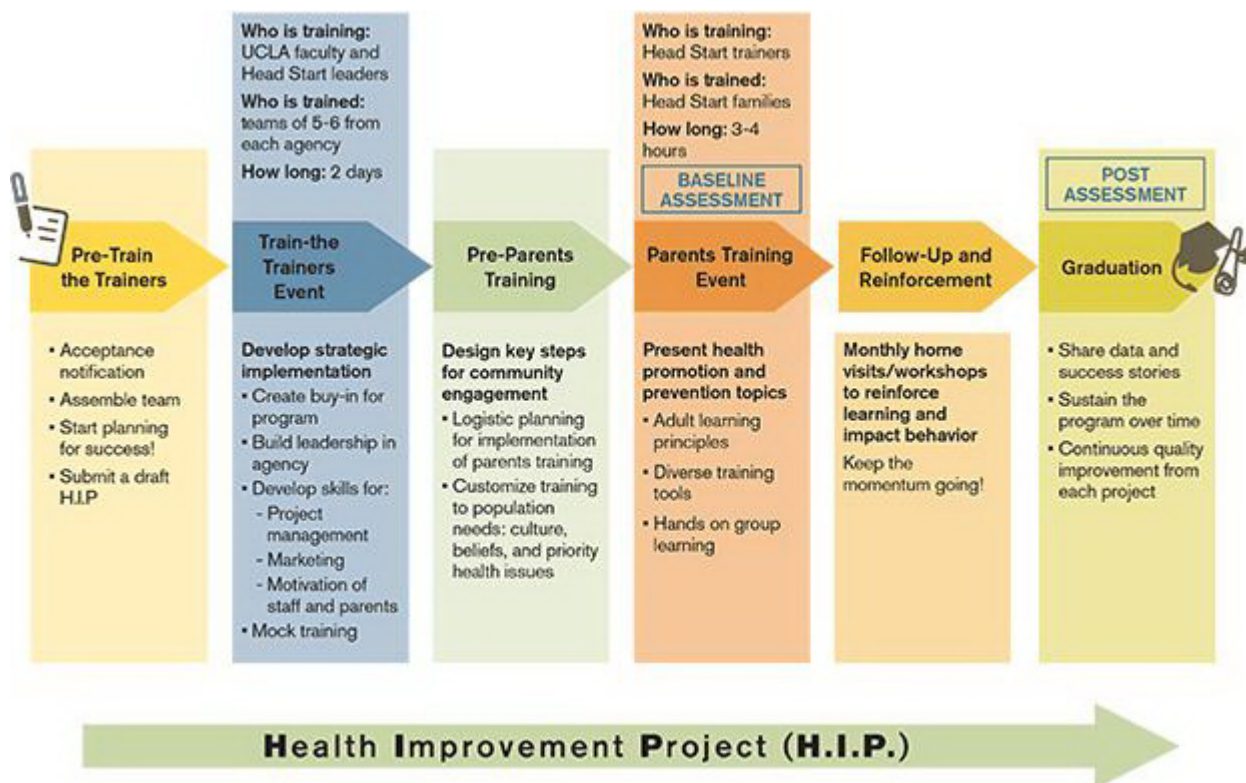 Pre-Train
the Trainers
▪ Acceptance
notification
▪ Assemble team
▪ Start planning
for success!
▪ Submit a draft
H.I.P
Who is training:
UCLA faculty and
Head Start leaders
Who is trained:
teams of 5-6 from
each agency
How long: 2 days
Train-the
Trainers
Event
Develop strategic
implementation
▪ Create buy-in for
program
▪ Build leadership in
agency
▪ Develop skills for:
- Project
management
- Marketing
- Motivation of
staff and parents
▪ Mock training
Pre-Parents
Training
Design key steps
for community
engagement
▪ Logistic planning
for implementation
of parents training
▪ Customize training
to population
needs: culture,
beliefs, and priority
health issues
Who is training:
Head Start trainers
Who is trained:
Head Start families
How long: 3-4
hours
BASELINE
ASSESSMENT
Parents Training
Event
Present health
promotion and
prevention topics
▪ Adult learning
principles
▪ Diverse training
tools
▪ Hands on group
learning
Follow-Up and
Reinforcement
Monthly home
visits/workshops
to reinforce
learning and
impact behavior
Keep the
momentum going!
POST
ASSESSMENT
Graduation
▪ Share data and
success stories
▪ Sustain the
program over time
▪ Continuous quality
improvement from
each project
Health Improvement Project (H.I.P.)